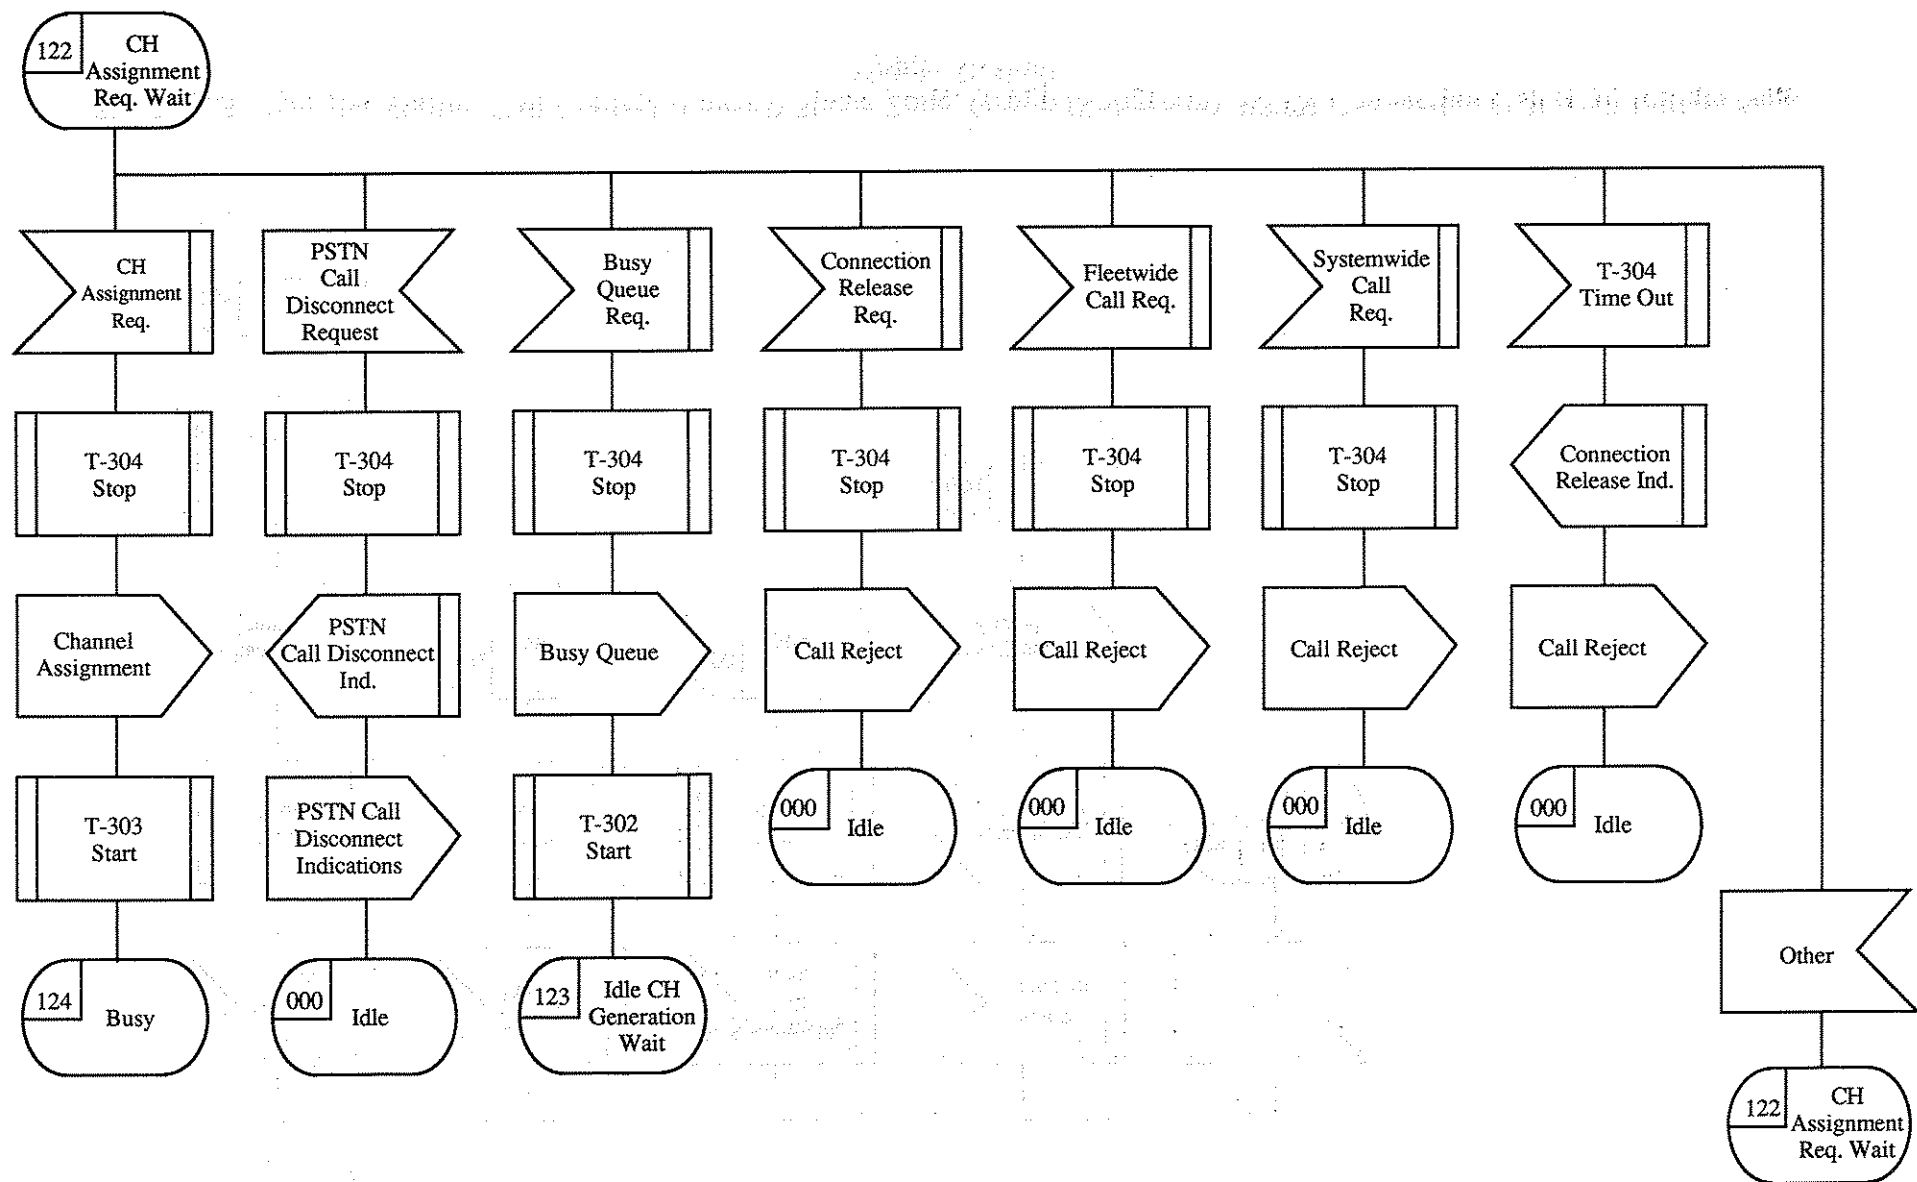 122
CH
Assignment
Req. Wait
CH
Assignment
Req.
T-304
Stop
Channel
Assignment
T-303
Start
124
Busy
PSTN
Call
Disconnect
Request
T-304
Stop
PSTN
Call Disconnect
Ind.
PSTN Call
Disconnect
Indications
000
Idle
Busy
Queue
Req.
T-304
Stop
Busy Queue
T-302
Start
123
Idle CH
Generation
Wait
Connection
Release
Req.
T-304
Stop
Call Reject
000
Idle
Fleetwide
Call Req.
T-304
Stop
Call Reject
000
Idle
Systemwide
Call
Req.
T-304
Stop
Call Reject
000
Idle
T-304
Time Out
Connection
Release Ind.
Call Reject
000
Idle
Other
122
CH
Assignment
Req. Wait